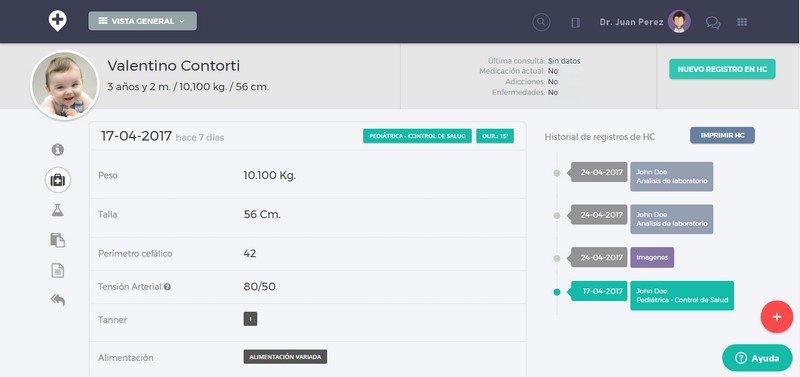 VISTA GENERAL
Dr. Juan Perez
Valentino Contorti
3 años y 2 m. / 10,100 kg. / 56 cm.
Última consulta: Sin datos
Medicación actual: No
Adicciones: No
Enfermedades: No
NUEVO REGISTRO EN HC
17-04-2017 hace 7 días
PEDIÁTRICA - CONTROL DE SALUD
DUR.: 15'
Peso 10.100 Kg.
Talla 56 Cm.
Perímetro cefálico 42
Tensión Arterial ? 80/50
Tanner I
Alimentación ALIMENTACIÓN VARIADA
Historial de registros de HC
IMPRIMIR HC
24-04-2017 John Doe
Analisis de laboratorio
24-04-2017 John Doe
Analisis de laboratorio
24-04-2017 Imagenes
17-04-2017 John Doe
Pediátrica - Control de Salud
+
? Ayuda